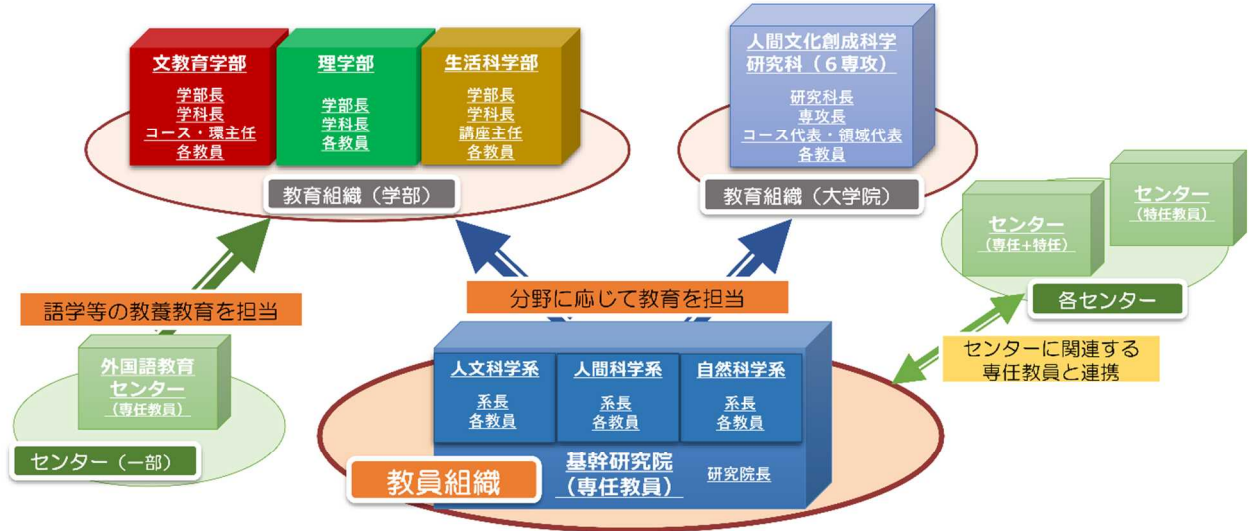 文教育学部
学部長
学科長
コース・環主任
各教員
理学部
学部長
学科長
各教員
生活科学部
学部長
学科長
講座主任
各教員
教育組織（学部）
人間文化創成科学
研究科（６専攻）
研究科長
専攻長
コース代表・領域代表
各教員
教育組織（大学院）
センター
（専任+特任）
センター
（特任教員）
各センター
語学等の教養教育を担当
分野に応じて教育を担当
センターに関連する
専任教員と連携
外国語教育
センター
（専任教員）
センター（一部）
人文科学系
系長
各教員
人間科学系
系長
各教員
自然科学系
系長
各教員
基幹研究院
（専任教員）
研究院長
教員組織